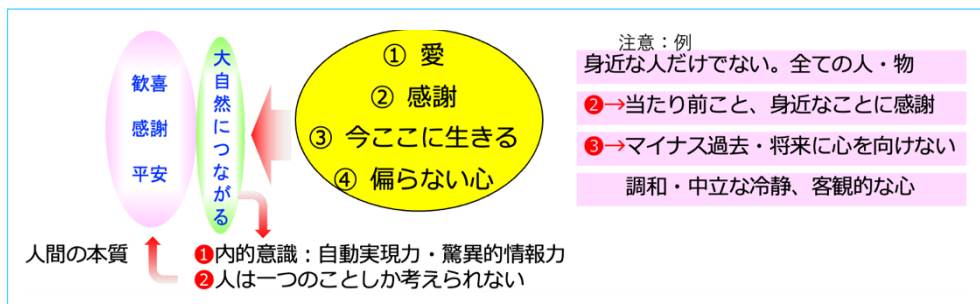 歓喜
感謝
平安
大自然につながる
① 愛
② 感謝
③ 今ここに生きる
④ 偏らない心
注意：例
身近な人だけでない。全ての人・物
❷→当たり前こと、身近なことに感謝
❸→マイナス過去・将来に心を向けない
調和・中立な冷静、客観的な心
人間の本質
❶内的意識：自動実現力・驚異的情報力
❷人は一つのことしか考えられない